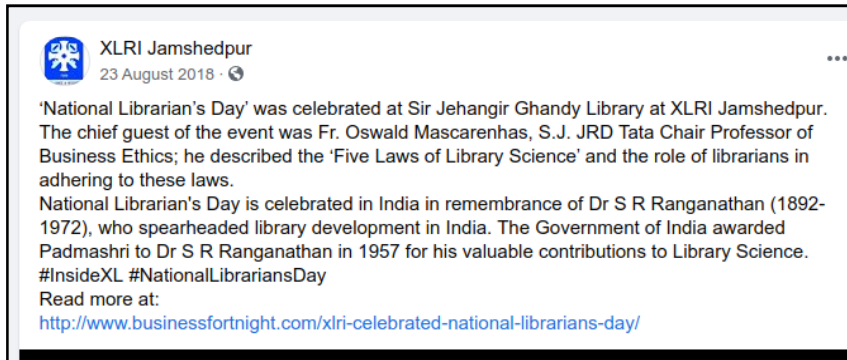 XLRI Jamshedpur
23 August 2018 ·
‘National Librarian’s Day’ was celebrated at Sir Jehangir Ghandy Library at XLRI Jamshedpur.
The chief guest of the event was Fr. Oswald Mascarenhas, S.J. JRD Tata Chair Professor of
Business Ethics; he described the ‘Five Laws of Library Science’ and the role of librarians in
adhering to these laws.
National Librarian's Day is celebrated in India in remembrance of Dr S R Ranganathan (1892-
1972), who spearheaded library development in India. The Government of India awarded
Padmashri to Dr S R Ranganathan in 1957 for his valuable contributions to Library Science.
#InsideXL #NationalLibrariansDay
Read more at:
http://www.businessfortnight.com/xlri-celebrated-national-librarians-day/